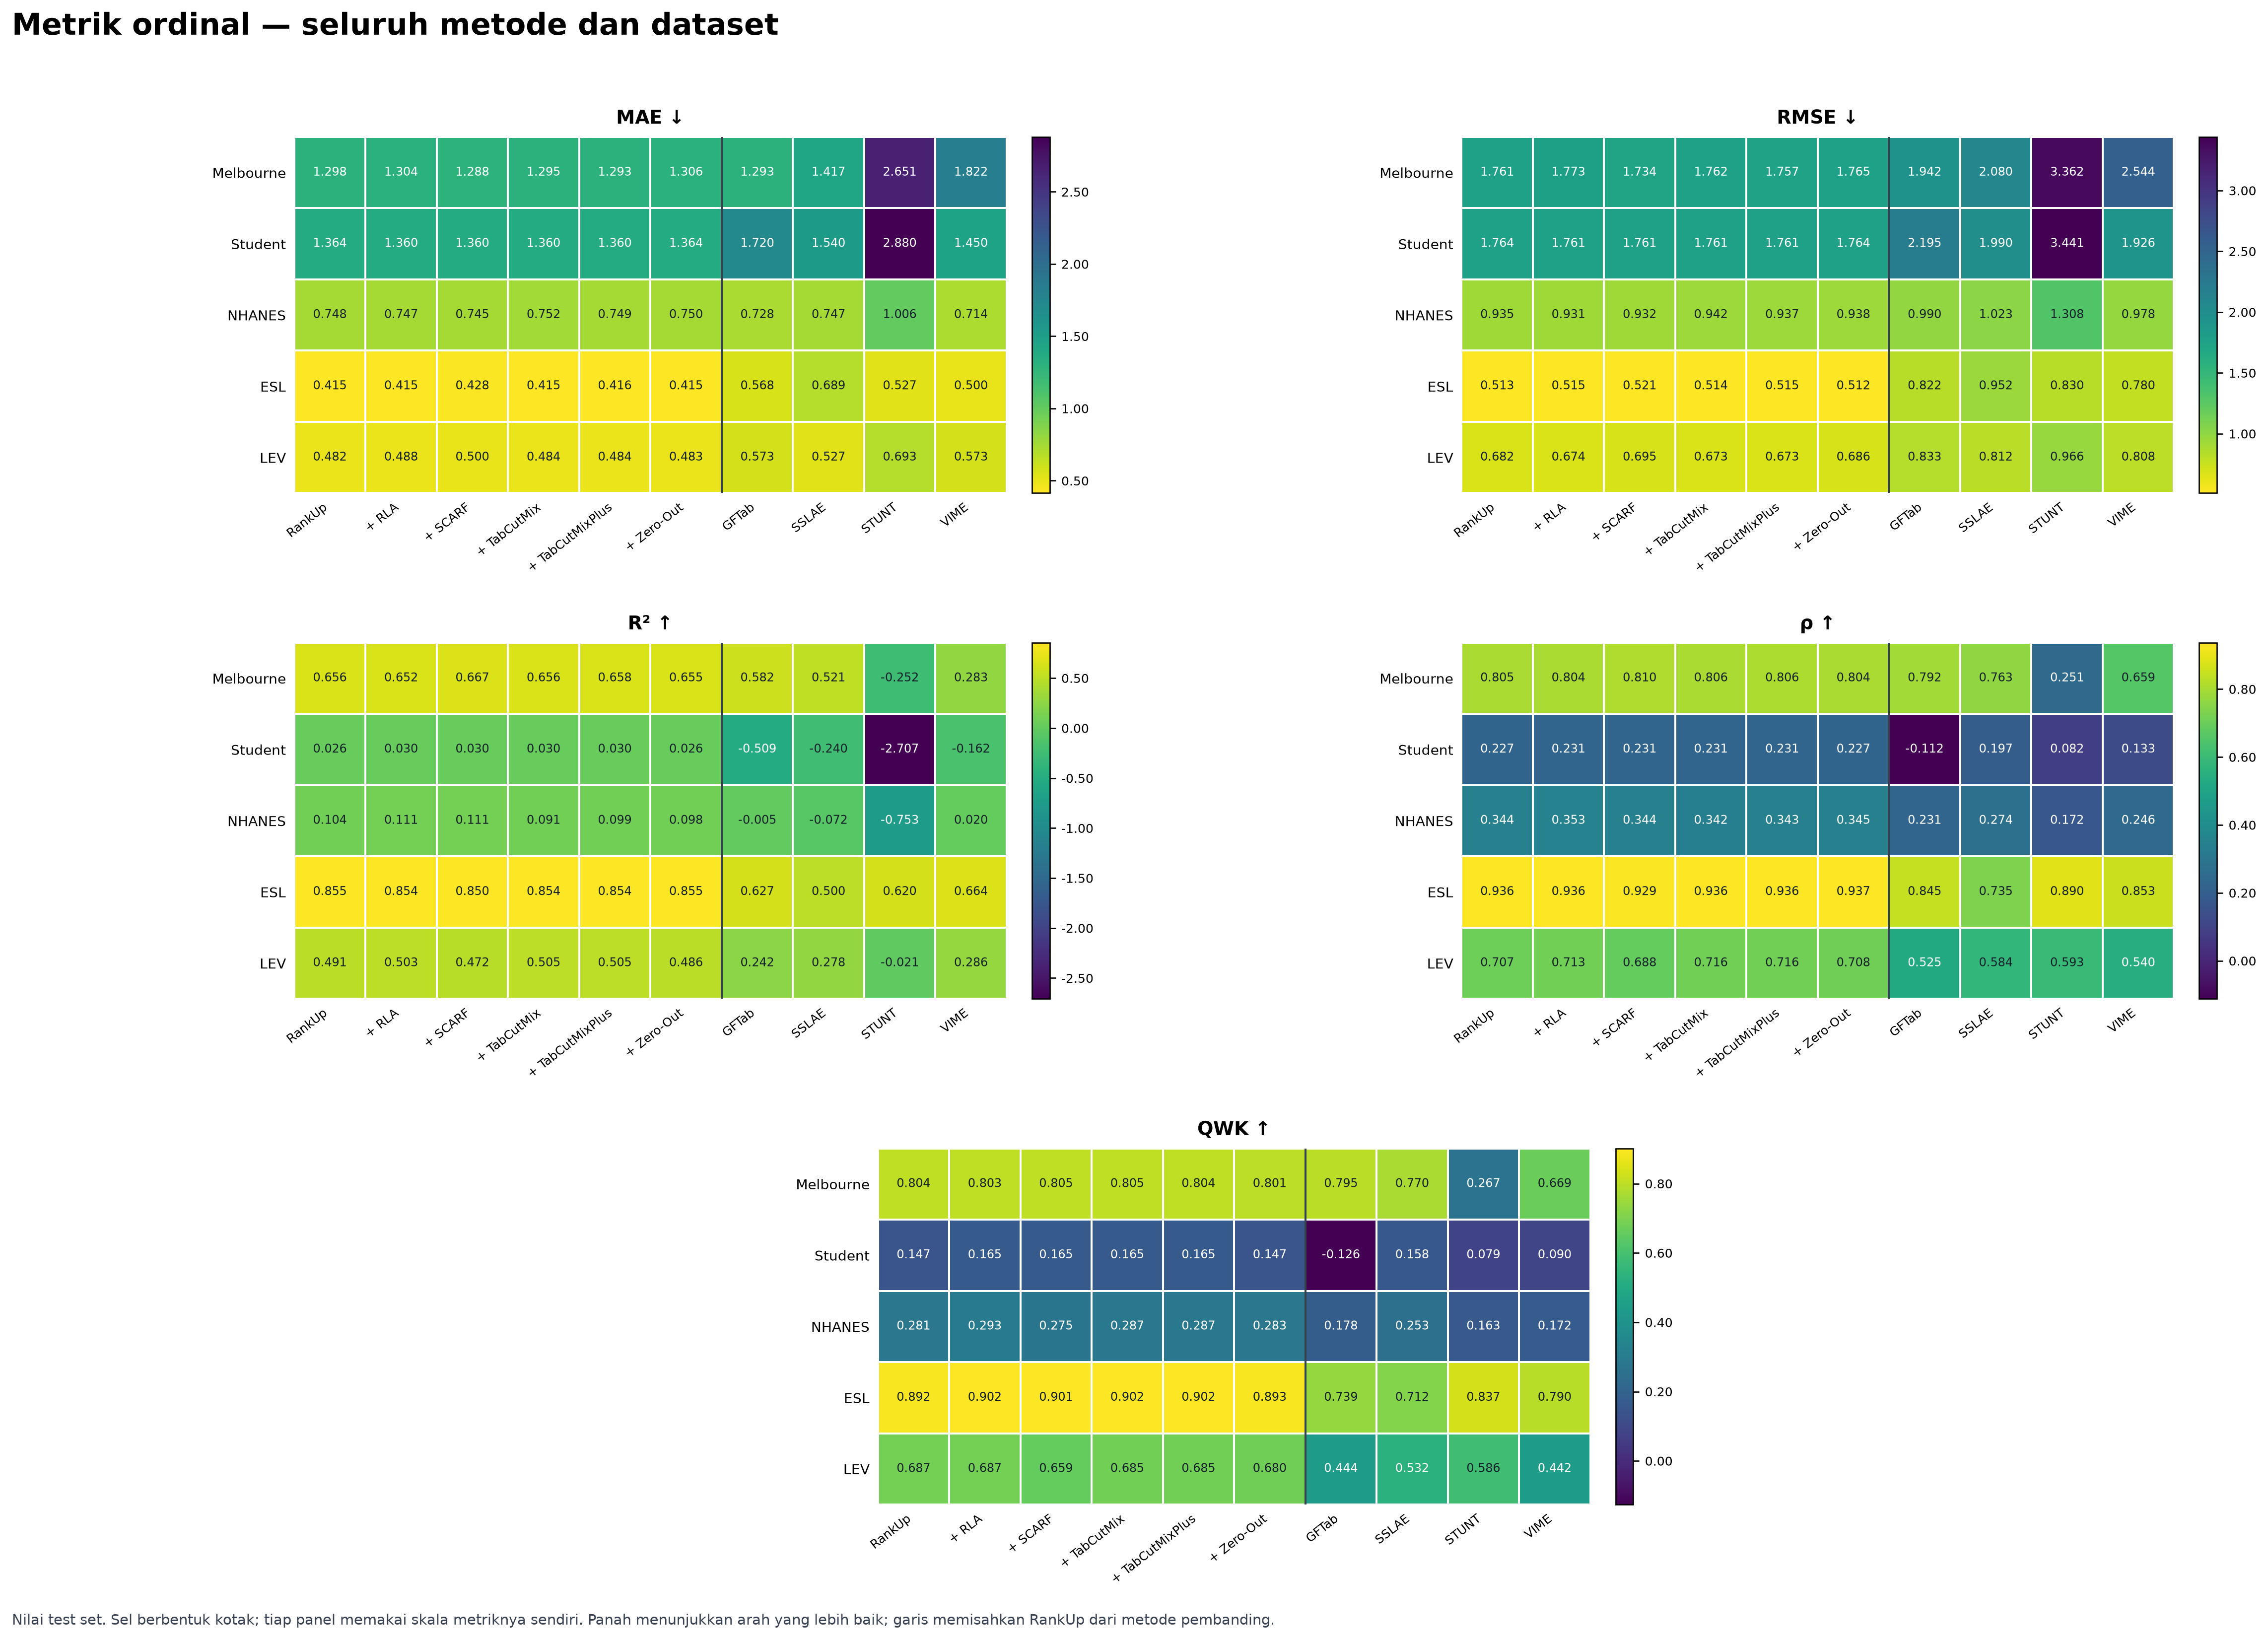 Metrik ordinal — seluruh metode dan dataset
MAE ↓
Melbourne 1.298 1.304 1.288 1.295 1.293 1.306 1.293 1.417 2.651 1.822
Student 1.364 1.360 1.360 1.360 1.360 1.364 1.720 1.540 2.880 1.450
NHANES 0.748 0.747 0.745 0.752 0.749 0.750 0.728 0.747 1.006 0.714
ESL 0.415 0.415 0.428 0.415 0.416 0.415 0.568 0.689 0.527 0.500
LEV 0.482 0.488 0.500 0.484 0.484 0.483 0.573 0.527 0.693 0.573
RankUp + RLA + SCARF + TabCutMix + TabCutMixPlus + Zero-Out GFTab SSLAE STUNT VIME
2.50
2.00
1.50
1.00
0.50
RMSE ↓
Melbourne 1.761 1.773 1.734 1.762 1.757 1.765 1.942 2.080 3.362 2.544
Student 1.764 1.761 1.761 1.761 1.761 1.764 2.195 1.990 3.441 1.926
NHANES 0.935 0.931 0.932 0.942 0.937 0.938 0.990 1.023 1.308 0.978
ESL 0.513 0.515 0.521 0.514 0.515 0.512 0.822 0.952 0.830 0.780
LEV 0.682 0.674 0.695 0.673 0.673 0.686 0.833 0.812 0.966 0.808
RankUp + RLA + SCARF + TabCutMix + TabCutMixPlus + Zero-Out GFTab SSLAE STUNT VIME
3.00
2.50
2.00
1.50
1.00
R² ↑
Melbourne 0.656 0.652 0.667 0.656 0.658 0.655 0.582 0.521 -0.252 0.283
Student 0.026 0.030 0.030 0.030 0.030 0.026 -0.509 -0.240 -2.707 -0.162
NHANES 0.104 0.111 0.111 0.091 0.099 0.098 -0.005 -0.072 -0.753 0.020
ESL 0.855 0.854 0.850 0.854 0.854 0.855 0.627 0.500 0.620 0.664
LEV 0.491 0.503 0.472 0.505 0.505 0.486 0.242 0.278 -0.021 0.286
RankUp + RLA + SCARF + TabCutMix + TabCutMixPlus + Zero-Out GFTab SSLAE STUNT VIME
0.50
0.00
-0.50
-1.00
-1.50
-2.00
-2.50
ρ ↑
Melbourne 0.805 0.804 0.810 0.806 0.806 0.804 0.792 0.763 0.251 0.659
Student 0.227 0.231 0.231 0.231 0.231 0.227 -0.112 0.197 0.082 0.133
NHANES 0.344 0.353 0.344 0.342 0.343 0.345 0.231 0.274 0.172 0.246
ESL 0.936 0.936 0.929 0.936 0.936 0.937 0.845 0.735 0.890 0.853
LEV 0.707 0.713 0.688 0.716 0.716 0.708 0.525 0.584 0.593 0.540
RankUp + RLA + SCARF + TabCutMix + TabCutMixPlus + Zero-Out GFTab SSLAE STUNT VIME
0.80
0.60
0.40
0.20
0.00
QWK ↑
Melbourne 0.804 0.803 0.805 0.805 0.804 0.801 0.795 0.770 0.267 0.669
Student 0.147 0.165 0.165 0.165 0.165 0.147 -0.126 0.158 0.079 0.090
NHANES 0.281 0.293 0.275 0.287 0.287 0.283 0.178 0.253 0.163 0.172
ESL 0.892 0.902 0.901 0.902 0.902 0.893 0.739 0.712 0.837 0.790
LEV 0.687 0.687 0.659 0.685 0.685 0.680 0.444 0.532 0.586 0.442
RankUp + RLA + SCARF + TabCutMix + TabCutMixPlus + Zero-Out GFTab SSLAE STUNT VIME
0.80
0.60
0.40
0.20
0.00
Nilai test set. Sel berbentuk kotak; tiap panel memakai skala metriknya sendiri. Panah menunjukkan arah yang lebih baik; garis memisahkan RankUp dari metode pembanding.